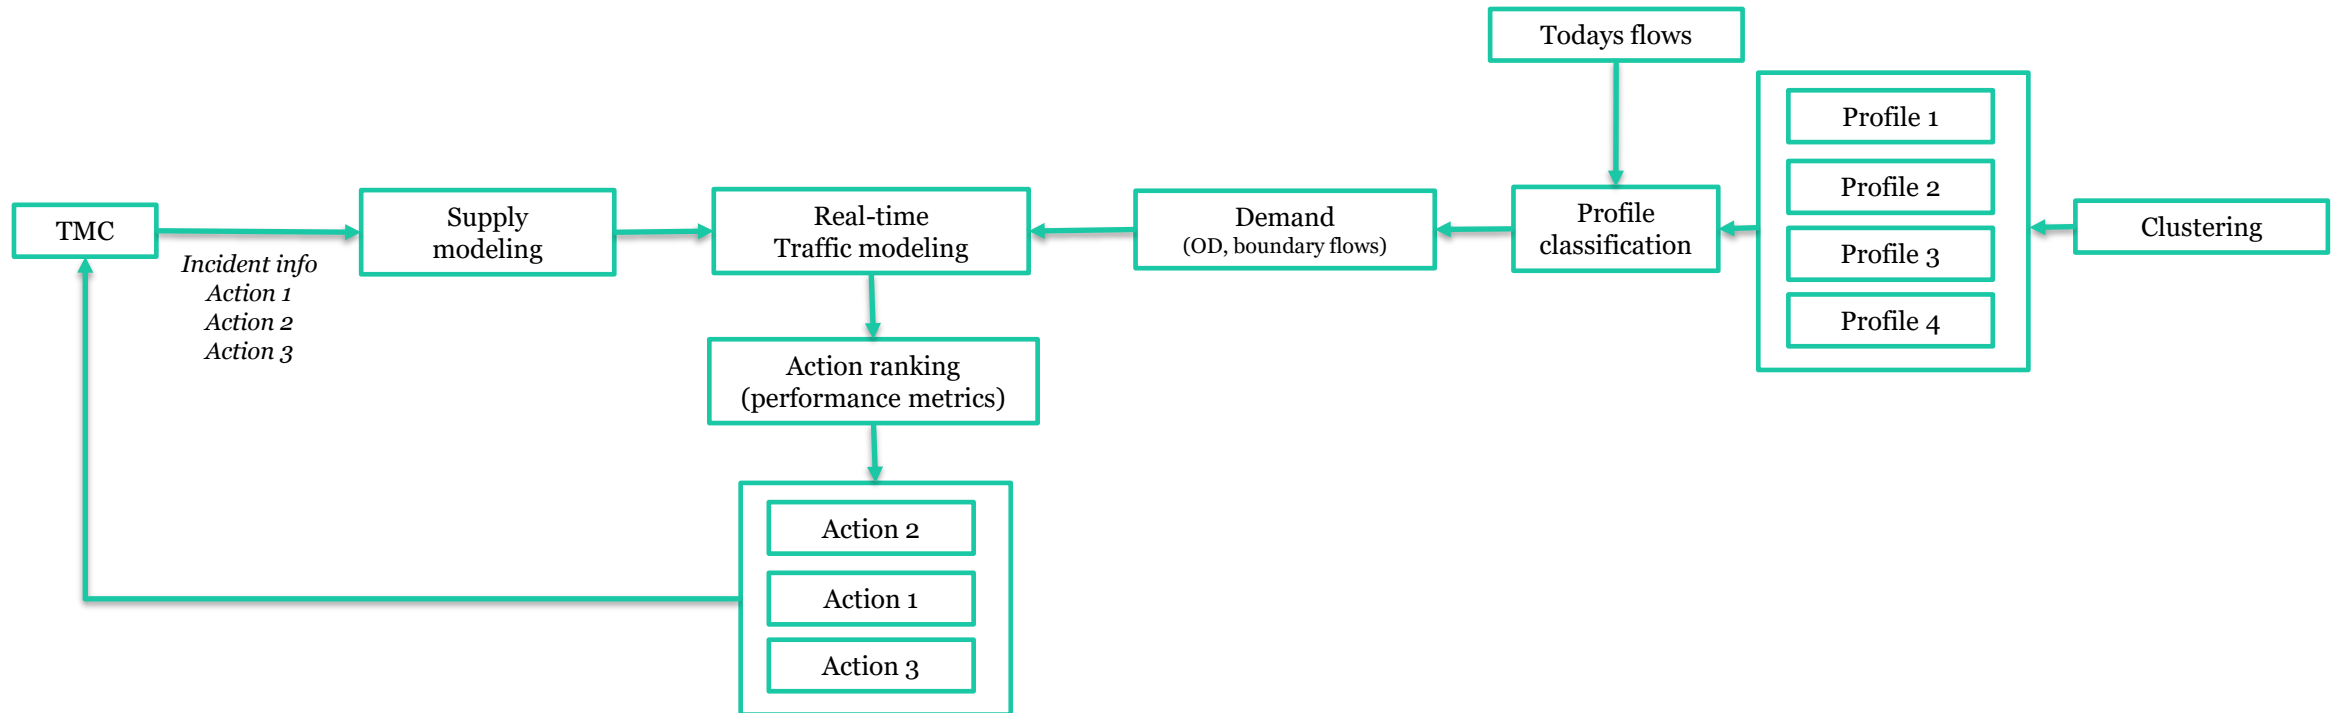 Todays flows
Profile 1
Profile 2
Profile 3
Profile 4
Clustering
Profile
classification
Demand
(OD, boundary flows)
Real-time
Traffic modeling
Supply
modeling
TMC
Incident info
Action 1
Action 2
Action 3
Action ranking
(performance metrics)
Action 2
Action 1
Action 3